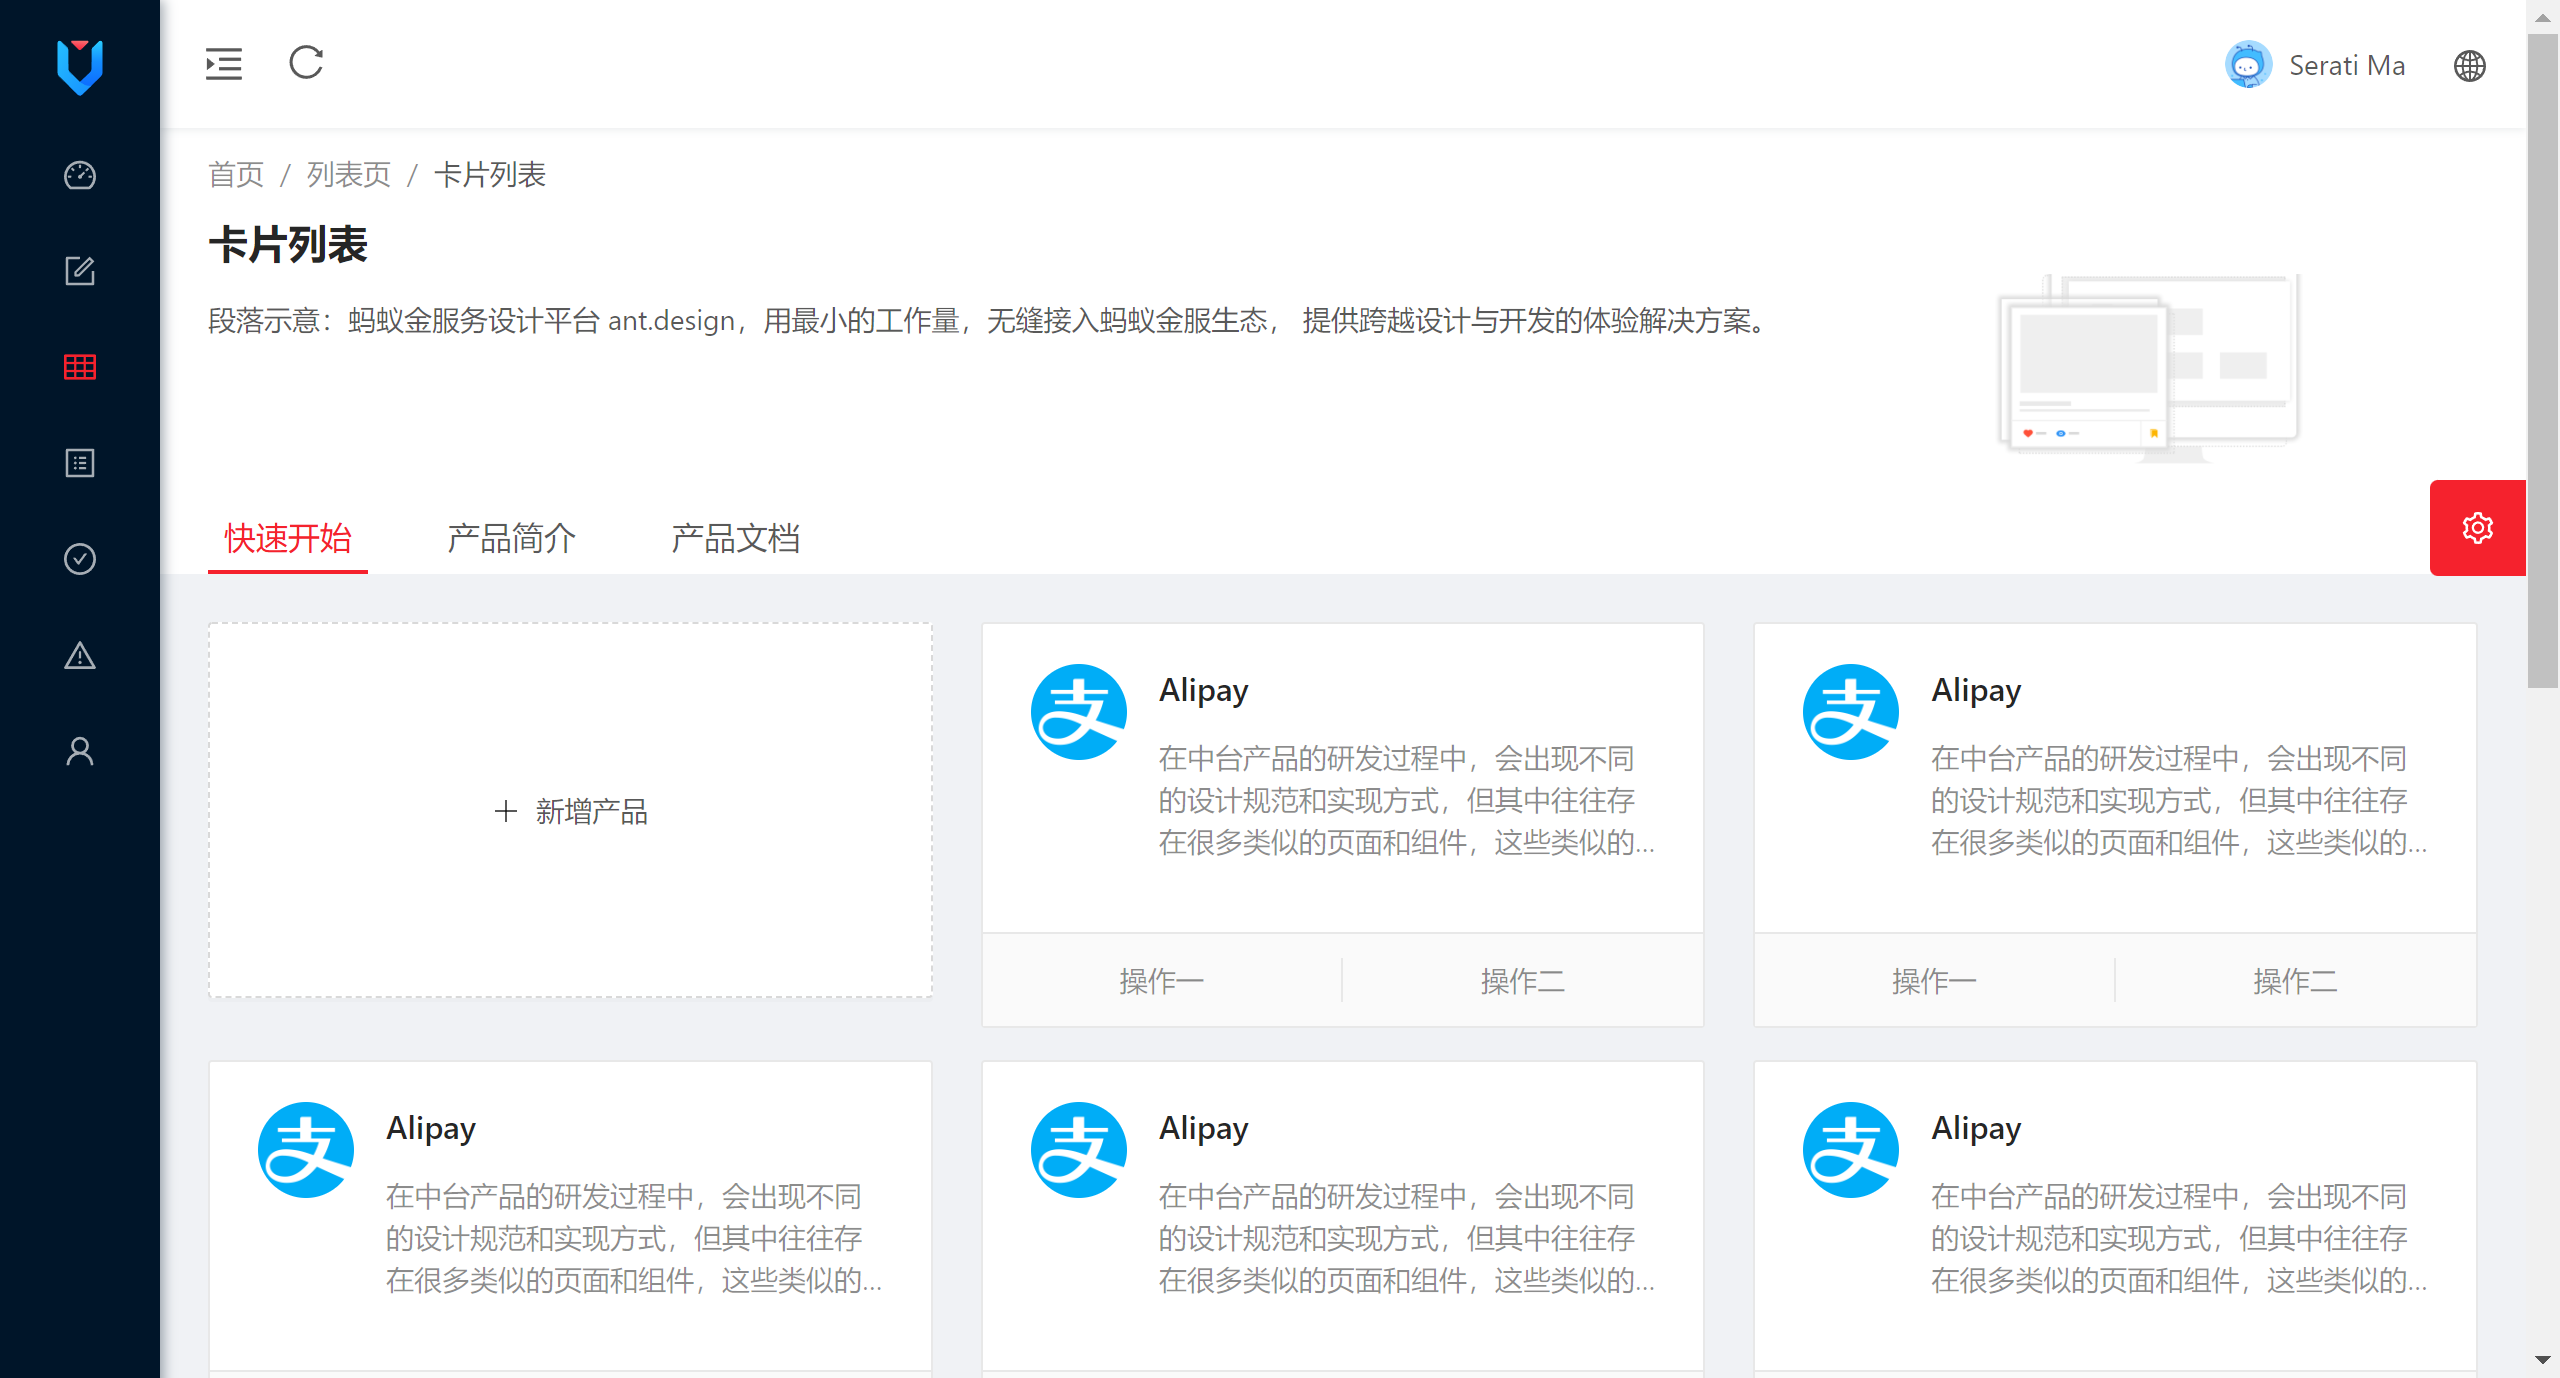 Serati Ma
首页 / 列表页 / 卡片列表
卡片列表
段落示意：蚂蚁金服务设计平台 ant.design，用最小的工作量，无缝接入蚂蚁金服生态， 提供跨越设计与开发的体验解决方案。
快速开始
产品简介
产品文档
新增产品
Alipay
在中台产品的研发过程中，会出现不同
的设计规范和实现方式，但其中往往存
在很多类似的页面和组件，这些类似的...
操作一
操作二
Alipay
在中台产品的研发过程中，会出现不同
的设计规范和实现方式，但其中往往存
在很多类似的页面和组件，这些类似的...
操作一
操作二
Alipay
在中台产品的研发过程中，会出现不同
的设计规范和实现方式，但其中往往存
在很多类似的页面和组件，这些类似的...
Alipay
在中台产品的研发过程中，会出现不同
的设计规范和实现方式，但其中往往存
在很多类似的页面和组件，这些类似的...
Alipay
在中台产品的研发过程中，会出现不同
的设计规范和实现方式，但其中往往存
在很多类似的页面和组件，这些类似的...